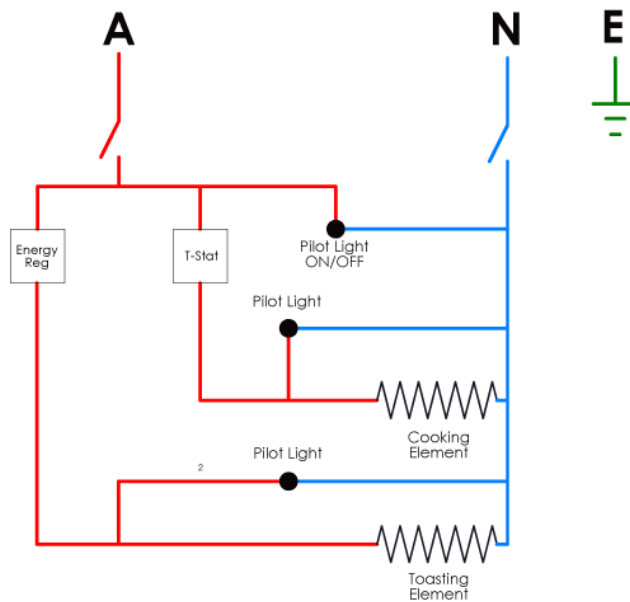 A
N
E
Energy
Reg
T-Stat
Pilot Light
ON/OFF
Pilot Light
Cooking
Element
2
Pilot Light
Toasting
Element